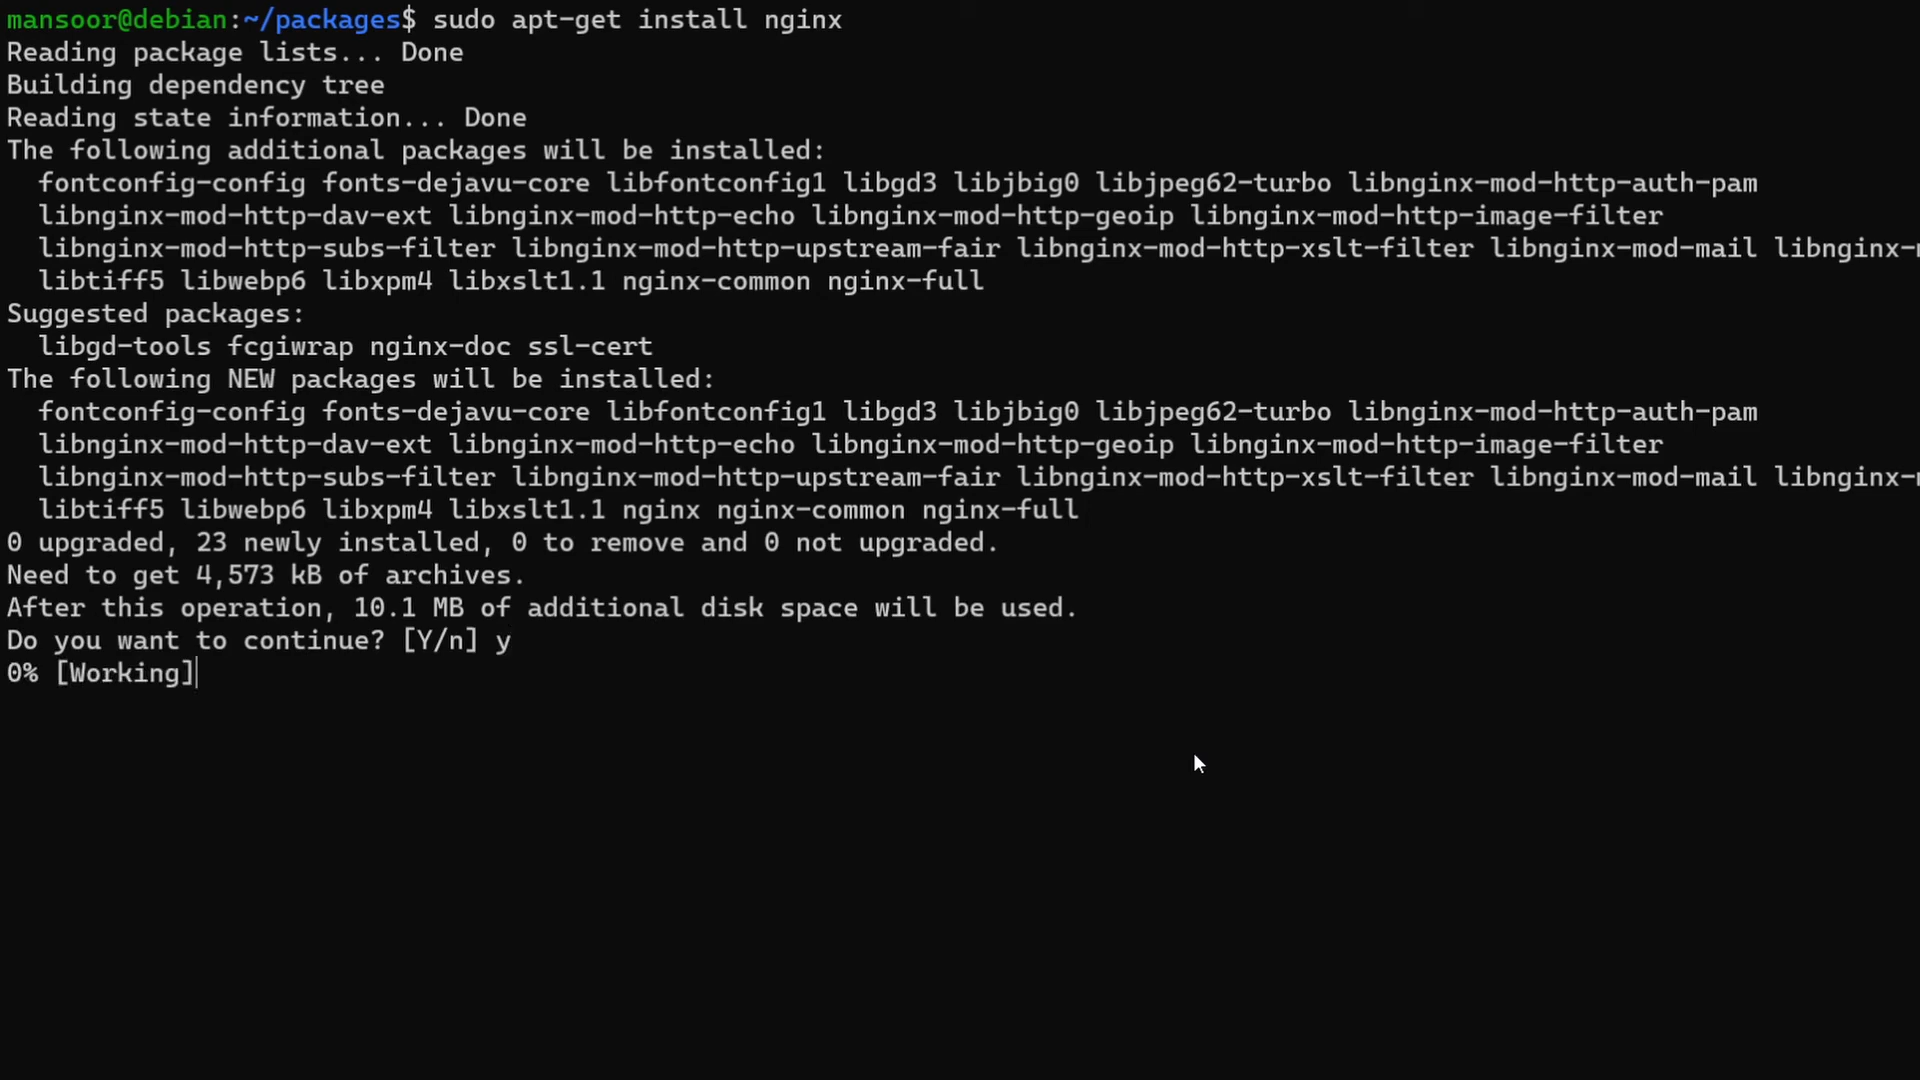 mansoor@debian:~/packages$ sudo apt-get install nginx
Reading package lists... Done
Building dependency tree
Reading state information... Done
The following additional packages will be installed:
  fontconfig-config fonts-dejavu-core libfontconfig1 libgd3 libjbig0 libjpeg62-turbo libnginx-mod-http-auth-pam
  libnginx-mod-http-dav-ext libnginx-mod-http-echo libnginx-mod-http-geoip libnginx-mod-http-image-filter
  libnginx-mod-http-subs-filter libnginx-mod-http-upstream-fair libnginx-mod-http-xslt-filter libnginx-mod-mail libnginx-
  libtiff5 libwebp6 libxpm4 libxslt1.1 nginx-common nginx-full
Suggested packages:
  libgd-tools fcgiwrap nginx-doc ssl-cert
The following NEW packages will be installed:
  fontconfig-config fonts-dejavu-core libfontconfig1 libgd3 libjbig0 libjpeg62-turbo libnginx-mod-http-auth-pam
  libnginx-mod-http-dav-ext libnginx-mod-http-echo libnginx-mod-http-geoip libnginx-mod-http-image-filter
  libnginx-mod-http-subs-filter libnginx-mod-http-upstream-fair libnginx-mod-http-xslt-filter libnginx-mod-mail libnginx-
  libtiff5 libwebp6 libxpm4 libxslt1.1 nginx nginx-common nginx-full
0 upgraded, 23 newly installed, 0 to remove and 0 not upgraded.
Need to get 4,573 kB of archives.
After this operation, 10.1 MB of additional disk space will be used.
Do you want to continue? [Y/n] y
0% [Working]